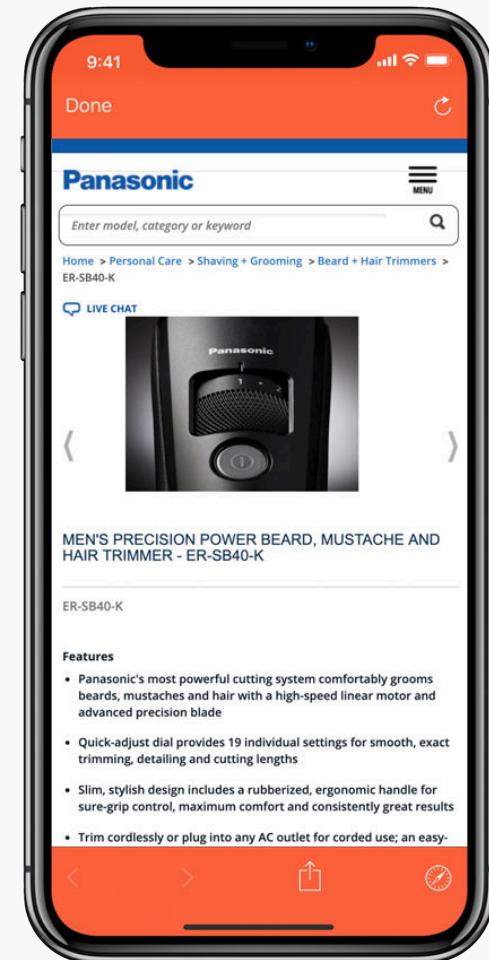 9:41
Done
Panasonic
MENU
Enter model, category or keyword
Home > Personal Care > Shaving + Grooming > Beard + Hair Trimmers >
ER-SB40-K
LIVE CHAT
Panasonic
1 - 2
MEN'S PRECISION POWER BEARD, MUSTACHE AND
HAIR TRIMMER - ER-SB40-K
ER-SB40-K
Features
• Panasonic's most powerful cutting system comfortably grooms
beards, mustaches and hair with a high-speed linear motor and
advanced precision blade
• Quick-adjust dial provides 19 individual settings for smooth, exact
trimming, detailing and cutting lengths
• Slim, stylish design includes a rubberized, ergonomic handle for
sure-grip control, maximum comfort and consistently great results
• Trim cordlessly or plug into any AC outlet for corded use; an easy-